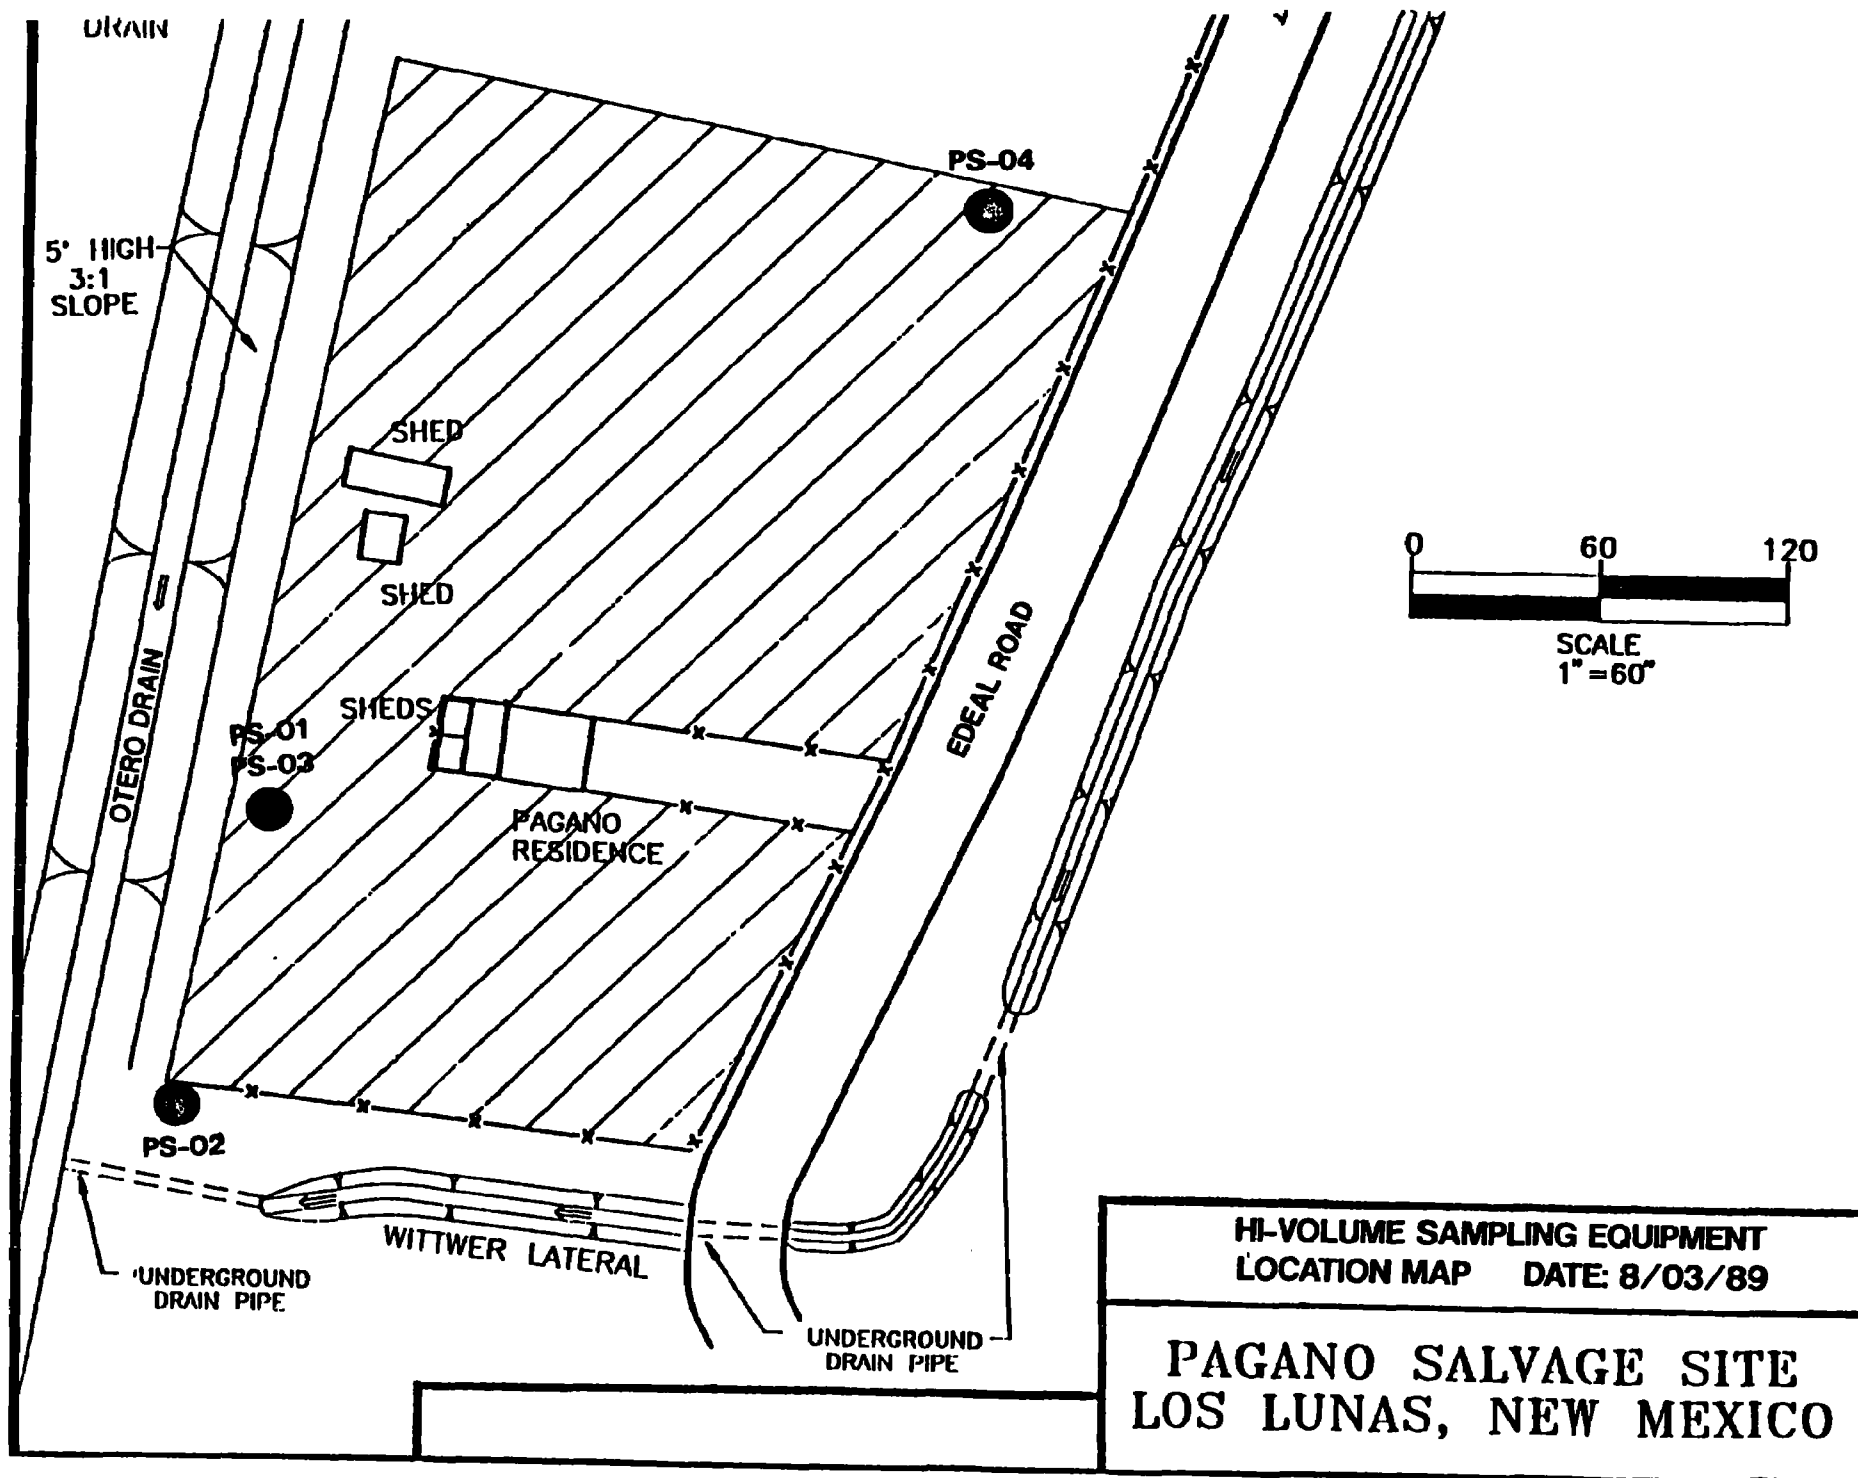 DRAIN
PS-04
5' HIGH
3:1
SLOPE
SHED
SHED
0 60 120
SCALE
1"=60"
EDEAL ROAD
OTERO DRAIN
SHEDS
PS-01
PS-03
PAGANO
RESIDENCE
PS-02
WITTWER LATERAL
UNDERGROUND
DRAIN PIPE
UNDERGROUND
DRAIN PIPE
HI-VOLUME SAMPLING EQUIPMENT
LOCATION MAP DATE: 8/03/89
PAGANO SALVAGE SITE
LOS LUNAS, NEW MEXICO